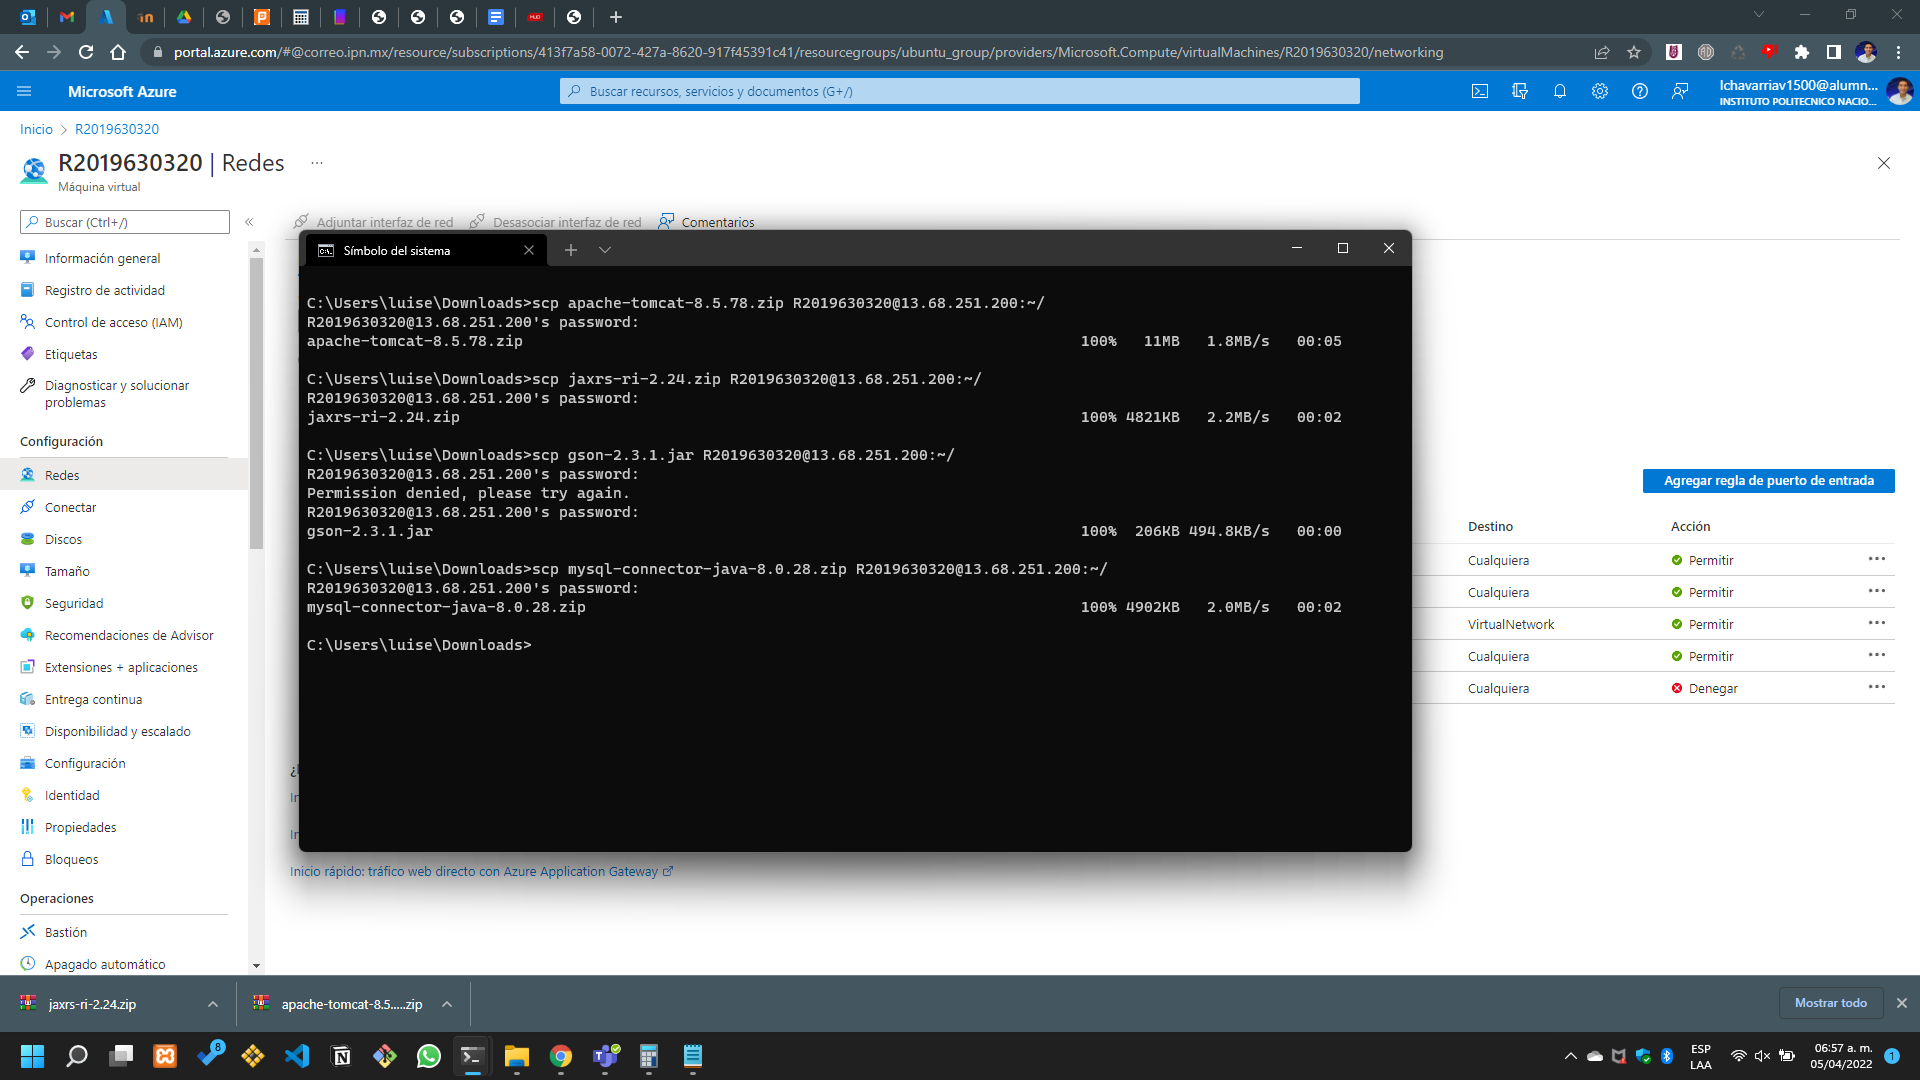 portal.azure.com/#@correo.ipn.mx/resource/subscriptions/413f7a58-0072-427a-8620-917f45391c41/resourcegroups/ubuntu_group/providers/Microsoft.Compute/virtualMachines/R2019630320/networking
Microsoft Azure
Buscar recursos, servicios y documentos (G+/)
lchavarriav1500@alumn...
INSTITUTO POLITECNICO NACIO...
Inicio > R2019630320
R2019630320 | Redes ...
Máquina virtual
Buscar (Ctrl+/)
Adjuntar interfaz de red Desasociar interfaz de red Comentarios
Información general
Registro de actividad
Control de acceso (IAM)
Etiquetas
Diagnosticar y solucionar
problemas
Configuración
Redes
Conectar
Discos
Tamaño
Seguridad
Recomendaciones de Advisor
Extensiones + aplicaciones
Entrega continua
Disponibilidad y escalado
Configuración
Identidad
Propiedades
Bloqueos
Operaciones
Bastión
Apagado automático
Símbolo del sistema
C:\Users\luise\Downloads>scp apache-tomcat-8.5.78.zip R2019630320@13.68.251.200:~/
R2019630320@13.68.251.200's password:
apache-tomcat-8.5.78.zip 100% 11MB 1.8MB/s 00:05
C:\Users\luise\Downloads>scp jaxrs-ri-2.24.zip R2019630320@13.68.251.200:~/
R2019630320@13.68.251.200's password:
jaxrs-ri-2.24.zip 100% 4821KB 2.2MB/s 00:02
C:\Users\luise\Downloads>scp gson-2.3.1.jar R2019630320@13.68.251.200:~/
R2019630320@13.68.251.200's password:
Permission denied, please try again.
R2019630320@13.68.251.200's password:
gson-2.3.1.jar 100% 206KB 494.8KB/s 00:00
C:\Users\luise\Downloads>scp mysql-connector-java-8.0.28.zip R2019630320@13.68.251.200:~/
R2019630320@13.68.251.200's password:
mysql-connector-java-8.0.28.zip 100% 4902KB 2.0MB/s 00:02
C:\Users\luise\Downloads>
Agregar regla de puerto de entrada
Destino Acción
Cualquiera Permitir ...
Cualquiera Permitir ...
VirtualNetwork Permitir ...
Cualquiera Permitir ...
Cualquiera Denegar ...
Inicio rápido: tráfico web directo con Azure Application Gateway
jaxrs-ri-2.24.zip
apache-tomcat-8.5.....zip
Mostrar todo
8
ESP
LAA
06:57 a. m.
05/04/2022
1